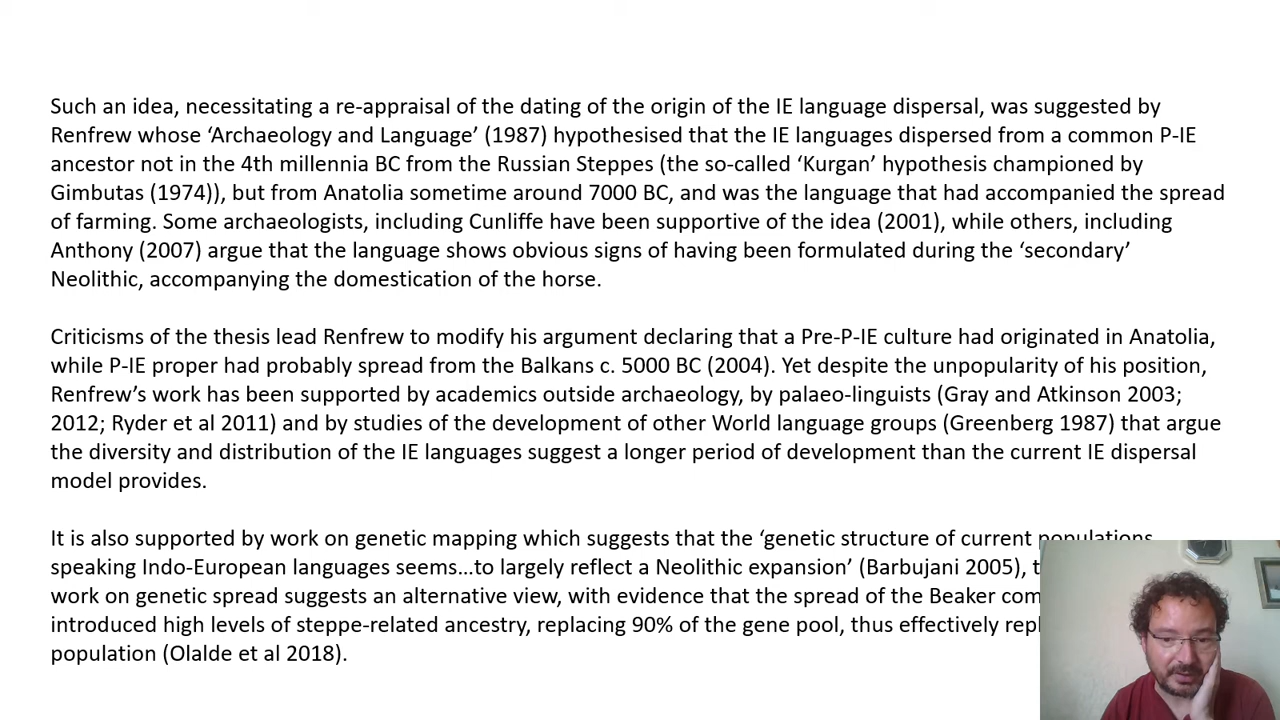 Such an idea, necessitating a re-appraisal of the dating of the origin of the IE language dispersal, was suggested by
Renfrew whose ‘Archaeology and Language’ (1987) hypothesised that the IE languages dispersed from a common P-IE
ancestor not in the 4th millennia BC from the Russian Steppes (the so-called ‘Kurgan’ hypothesis championed by
Gimbutas (1974)), but from Anatolia sometime around 7000 BC, and was the language that had accompanied the spread
of farming. Some archaeologists, including Cunliffe have been supportive of the idea (2001), while others, including
Anthony (2007) argue that the language shows obvious signs of having been formulated during the ‘secondary’
Neolithic, accompanying the domestication of the horse.
Criticisms of the thesis lead Renfrew to modify his argument declaring that a Pre-P-IE culture had originated in Anatolia,
while P-IE proper had probably spread from the Balkans c. 5000 BC (2004). Yet despite the unpopularity of his position,
Renfrew’s work has been supported by academics outside archaeology, by palaeo-linguists (Gray and Atkinson 2003;
2012; Ryder et al 2011) and by studies of the development of other World language groups (Greenberg 1987) that argue
the diversity and distribution of the IE languages suggest a longer period of development than the current IE dispersal
model provides.
It is also supported by work on genetic mapping which suggests that the ‘genetic structure of current populations
speaking Indo-European languages seems…to largely reflect a Neolithic expansion’ (Barbujani 2005),
work on genetic spread suggests an alternative view, with evidence that the spread of the Beaker
introduced high levels of steppe-related ancestry, replacing 90% of the gene pool, thus effectively
population (Olalde et al 2018).